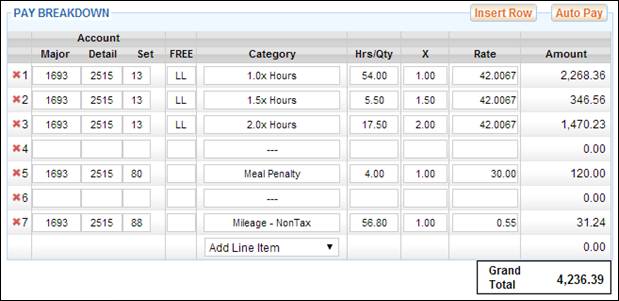 PAY BREAKDOWN Insert Row Auto Pay
Account
Major Detail Set FREE Category Hrs/Qty X Rate Amount
1 1693 2515 13 LL 1.0x Hours 54.00 1.00 42.0067 2,268.36
2 1693 2515 13 LL 1.5x Hours 5.50 1.50 42.0067 346.56
3 1693 2515 13 LL 2.0x Hours 17.50 2.00 42.0067 1,470.23
4 --- 0.00
5 1693 2515 80 Meal Penalty 4.00 1.00 30.00 120.00
6 --- 0.00
7 1693 2515 88 Mileage - NonTax 56.80 1.00 0.55 31.24
Add Line Item 0.00
Grand Total 4,236.39